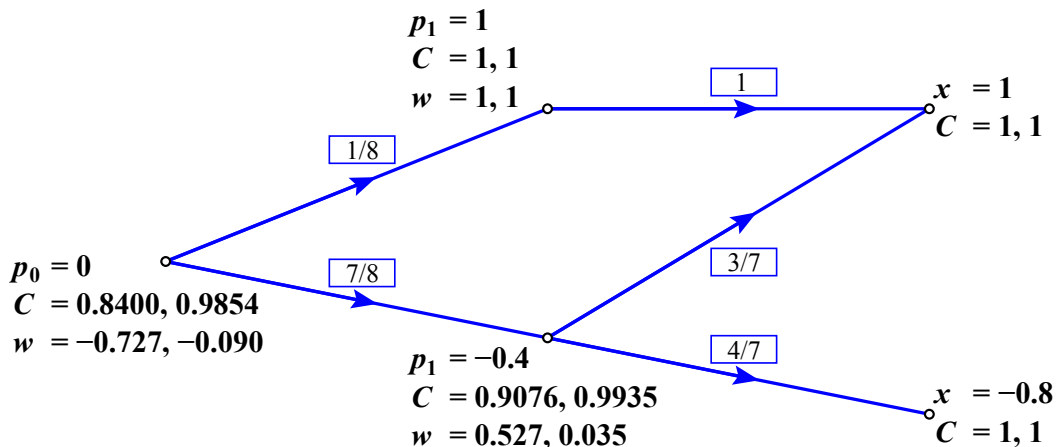 p₁ = 1
C = 1, 1
w = 1, 1
1
x = 1
C = 1, 1
1/8
p₀ = 0
C = 0.8400, 0.9854
w = −0.727, −0.090
7/8
3/7
p₁ = −0.4
C = 0.9076, 0.9935
w = 0.527, 0.035
4/7
x = −0.8
C = 1, 1